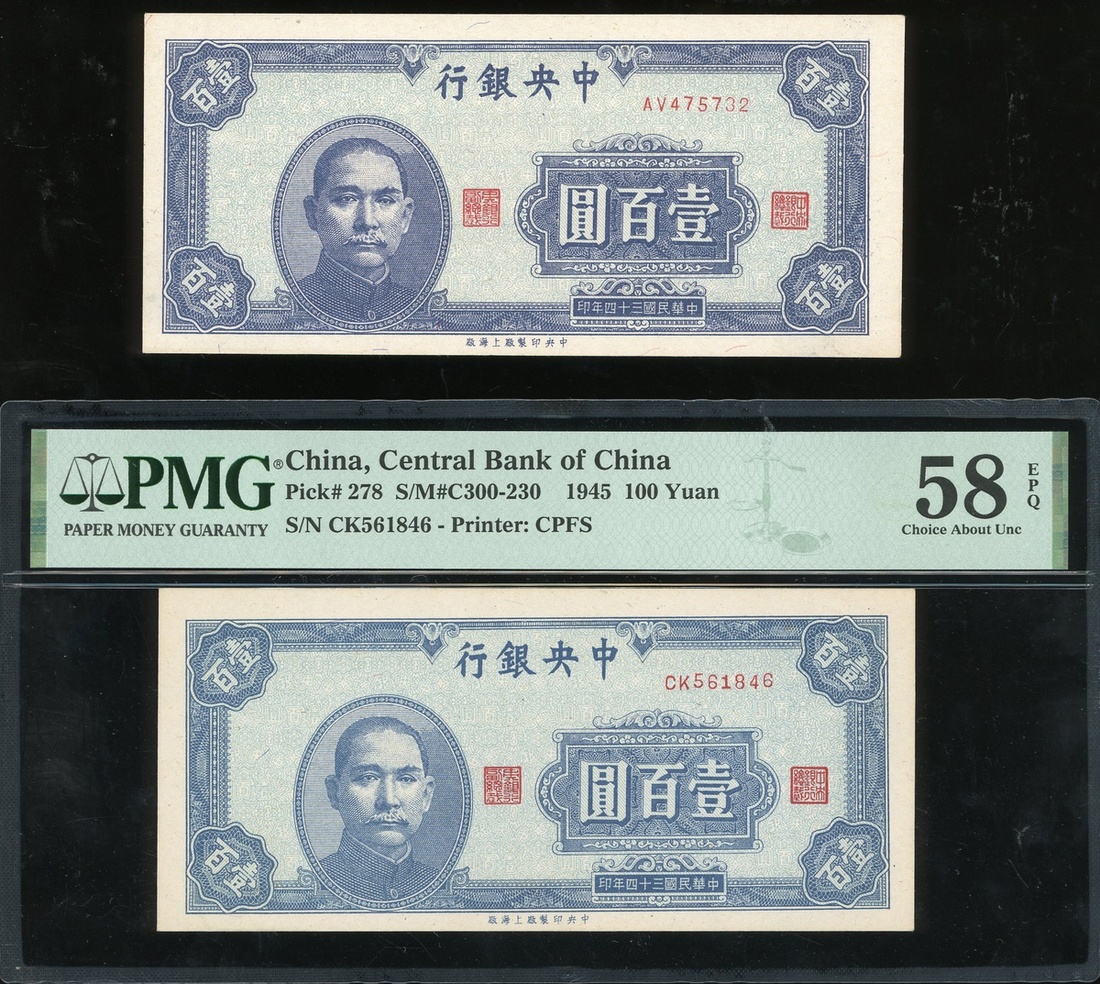 壹百
壹百
中央銀行
AV475732
壹百圓
壹百
壹百
中華民國三十四年印
中央印製廠上海廠
PMG®
PAPER MONEY GUARANTY
China, Central Bank of China
Pick# 278 S/M#C300-230 1945 100 Yuan
S/N CK561846 - Printer: CPFS
58 EPQ
Choice About Unc
壹百
壹百
中央銀行
CK561846
壹百圓
壹百
壹百
中華民國三十四年印
中央印製廠上海廠